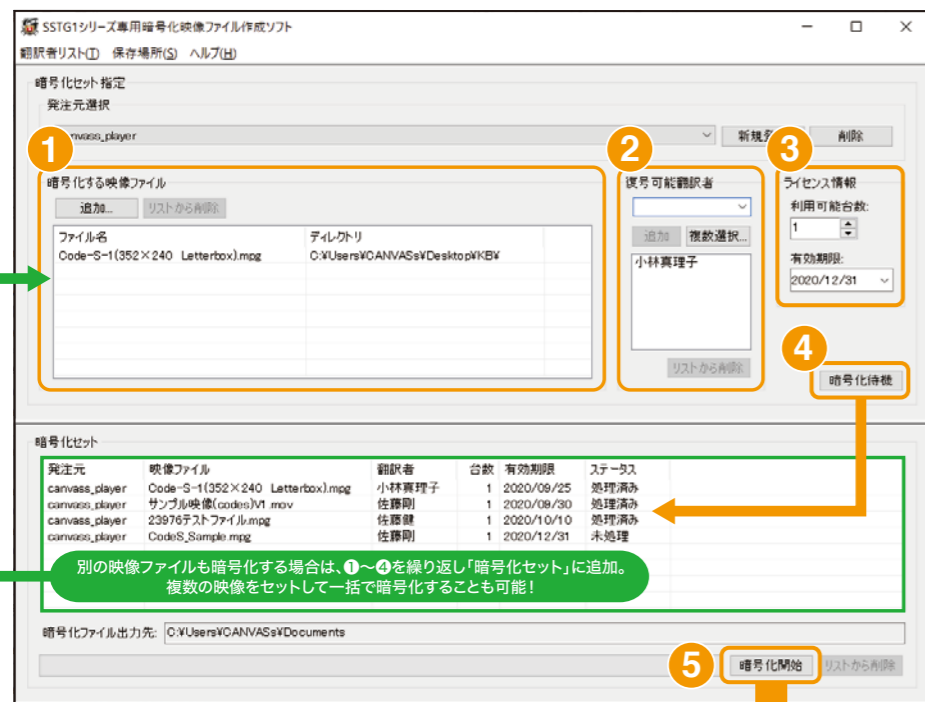 SSTG1シリーズ専用暗号化映像ファイル作成ソフト
翻訳者リスト(T) 保存場所(S) ヘルプ(H)
暗号化セット指定
発注元選択
canvass_player 新規 削除
1 2 3
暗号化する映像ファイル 復号可能翻訳者 ライセンス情報
追加... リストから削除 利用可能台数:
ファイル名 ディレクトリ 追加 複数選択... 1
Code-S-1(352×240 Letterbox).mpg C:¥Users¥CANVASs¥Desktop¥KB¥ 小林真理子 有効期限:
2020/12/31
4
リストから削除 暗号化待機
暗号化セット
発注元 映像ファイル 翻訳者 台数 有効期限 ステータス
canvass_player Code-S-1(352×240 Letterbox).mpg 小林真理子 1 2020/09/25 処理済み
canvass_player サンプル映像(codes)V1.mov 佐藤剛 1 2020/09/30 処理済み
canvass_player 23976テストファイル.mpg 佐藤健 1 2020/10/10 処理済み
canvass_player CodeS_Sample.mpg 佐藤剛 1 2020/12/31 未処理
別の映像ファイルも暗号化する場合は、❶～❹を繰り返し「暗号化セット」に追加。
複数の映像をセットして一括で暗号化することも可能！
暗号化ファイル出力先: C:¥Users¥CANVASs¥Documents
5 暗号化開始 リストから削除